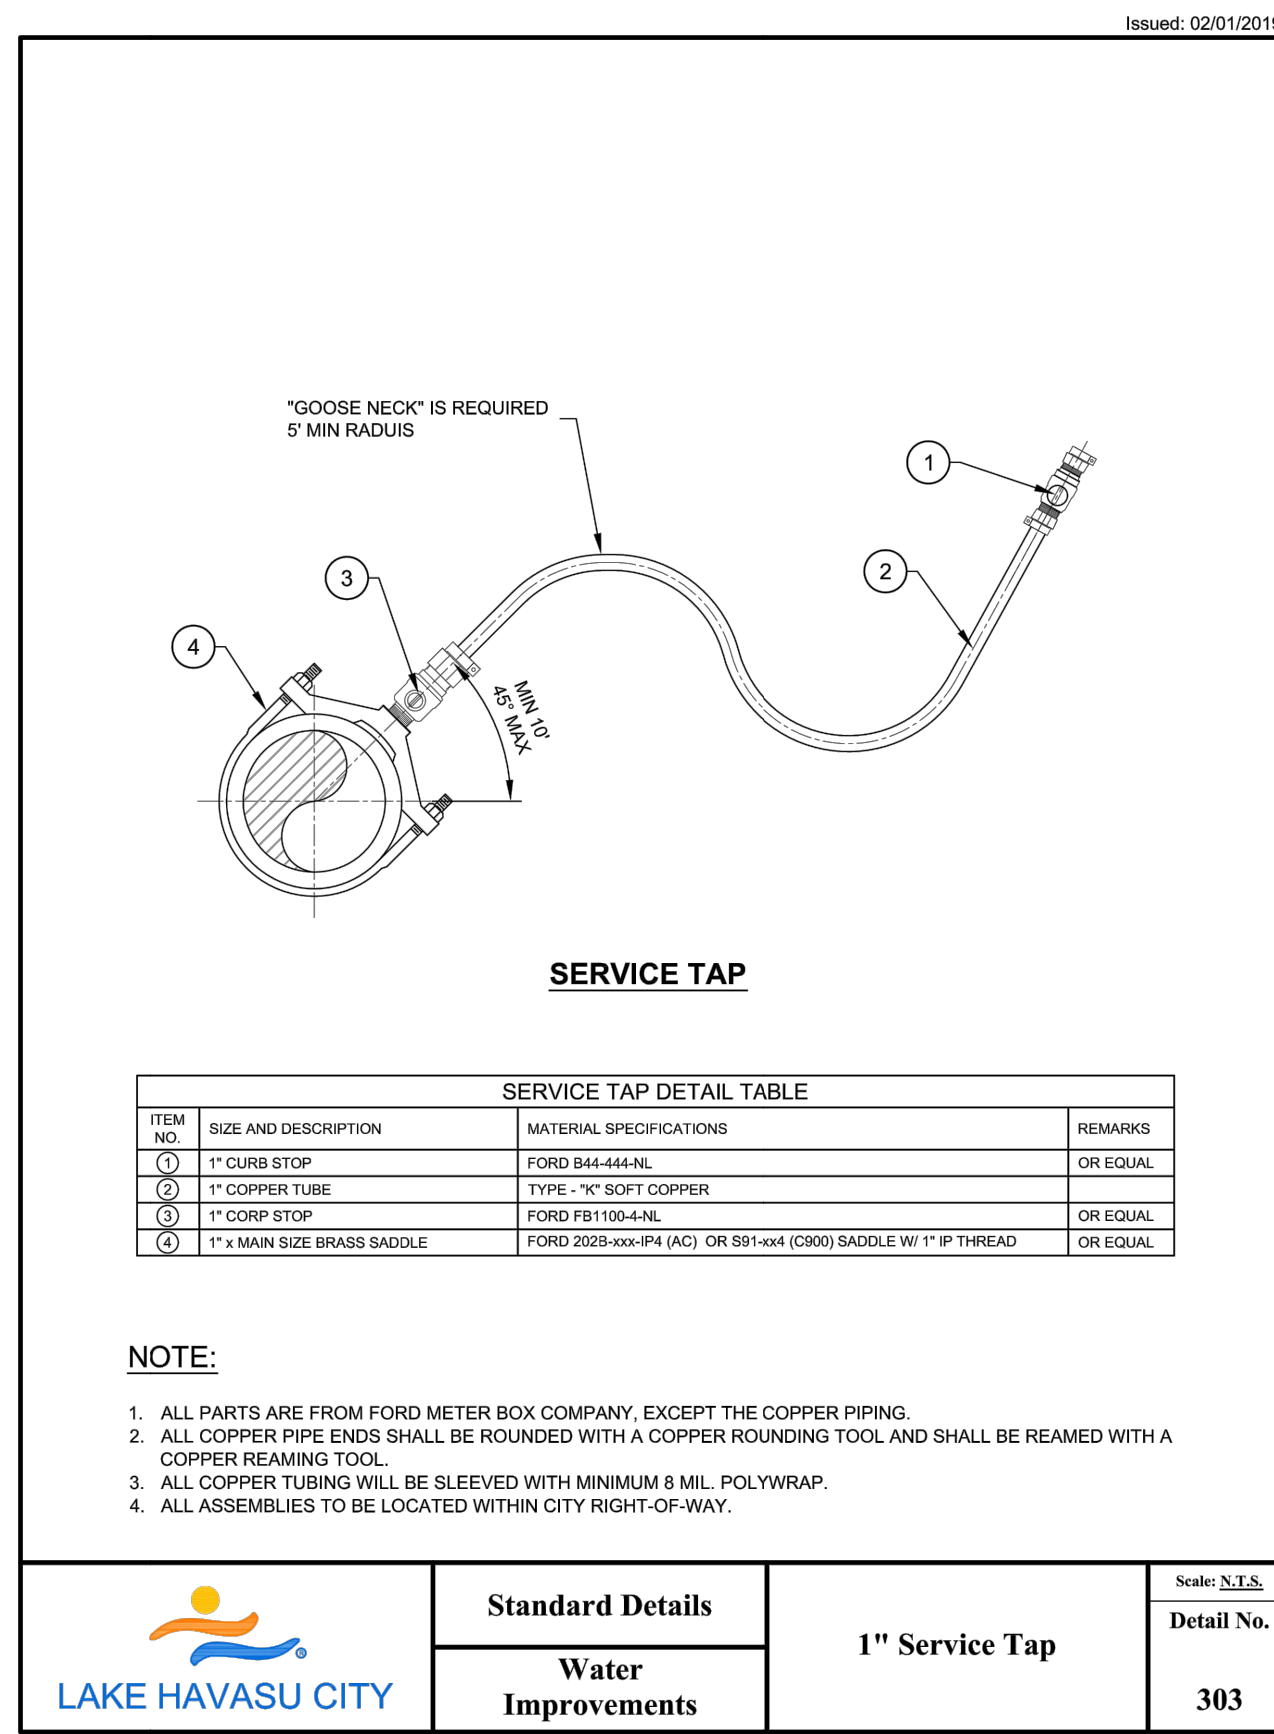 Issued: 02/01/2019
"GOOSE NECK" IS REQUIRED
5' MIN RADUIS
1
2
3
4
MIN 10'
45° MAX
SERVICE TAP
SERVICE TAP DETAIL TABLE
ITEM NO. SIZE AND DESCRIPTION MATERIAL SPECIFICATIONS REMARKS
1 1" CURB STOP FORD B44-444-NL OR EQUAL
2 1" COPPER TUBE TYPE - "K" SOFT COPPER
3 1" CORP STOP FORD FB1100-4-NL OR EQUAL
4 1" x MAIN SIZE BRASS SADDLE FORD 202B-xxx-IP4 (AC) OR S91-xx4 (C900) SADDLE W/ 1" IP THREAD OR EQUAL
NOTE:
1. ALL PARTS ARE FROM FORD METER BOX COMPANY, EXCEPT THE COPPER PIPING.
2. ALL COPPER PIPE ENDS SHALL BE ROUNDED WITH A COPPER ROUNDING TOOL AND SHALL BE REAMED WITH A
COPPER REAMING TOOL.
3. ALL COPPER TUBING WILL BE SLEEVED WITH MINIMUM 8 MIL. POLYWRAP.
4. ALL ASSEMBLIES TO BE LOCATED WITHIN CITY RIGHT-OF-WAY.
®
LAKE HAVASU CITY
Standard Details
Water
Improvements
1" Service Tap
Scale: N.T.S.
Detail No.
303